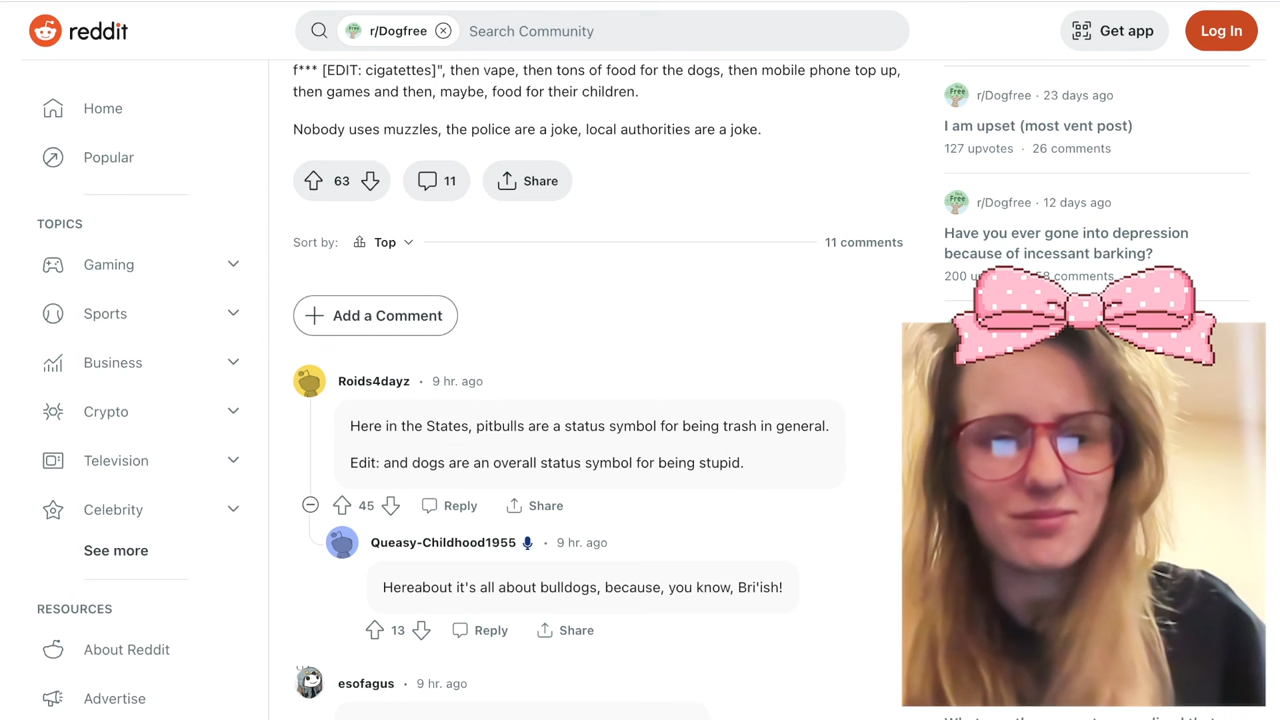 reddit
r/Dogfree
Search Community
Get app
Log In
Home
Popular
TOPICS
Gaming
Sports
Business
Crypto
Television
Celebrity
See more
RESOURCES
About Reddit
Advertise
f*** [EDIT: cigatettes]", then vape, then tons of food for the dogs, then mobile phone top up,
then games and then, maybe, food for their children.
Nobody uses muzzles, the police are a joke, local authorities are a joke.
63
11
Share
Sort by:
Top
11 comments
Add a Comment
Roids4dayz • 9 hr. ago
Here in the States, pitbulls are a status symbol for being trash in general.
Edit: and dogs are an overall status symbol for being stupid.
45
Reply
Share
Queasy-Childhood1955 • 9 hr. ago
Hereabout it's all about bulldogs, because, you know, Bri'ish!
13
Reply
Share
esofagus • 9 hr. ago
r/Dogfree · 23 days ago
I am upset (most vent post)
127 upvotes · 26 comments
r/Dogfree · 12 days ago
Have you ever gone into depression
because of incessant barking?
200 comments